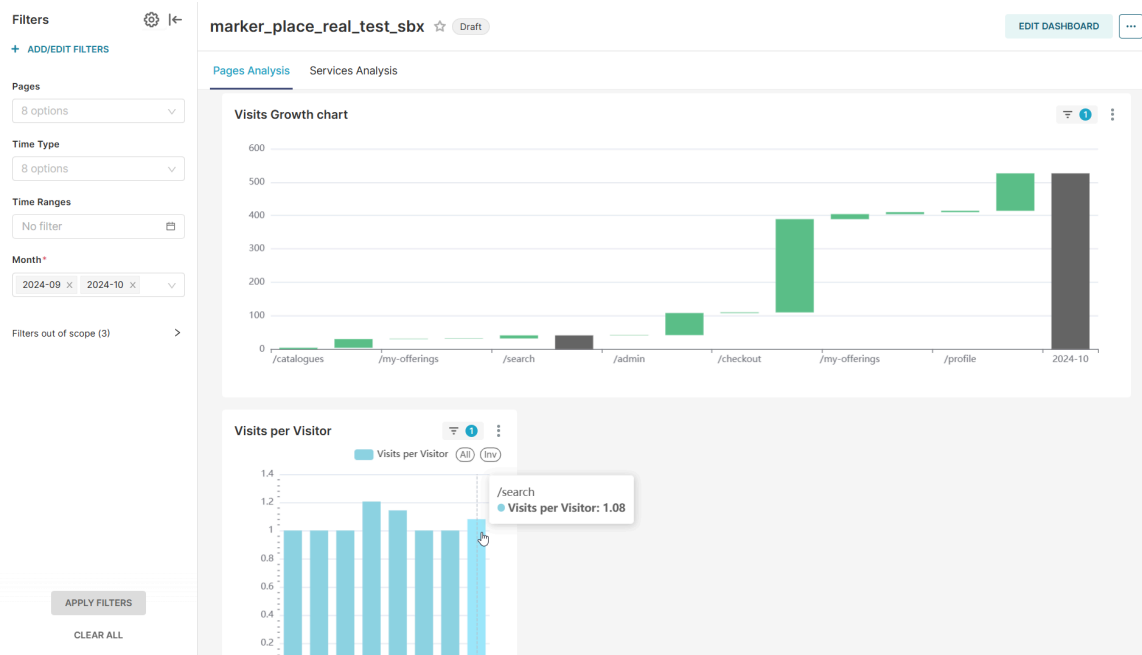 Filters
+ ADD/EDIT FILTERS
Pages
8 options
Time Type
8 options
Time Ranges
No filter
Month*
2024-09 × 2024-10 ×
Filters out of scope (3)
APPLY FILTERS
CLEAR ALL
marker_place_real_test_sbx Draft
EDIT DASHBOARD ...
Pages Analysis Services Analysis
Visits Growth chart 1
600
500
400
300
200
100
0
/catalogues /my-offerings /search /admin /checkout /my-offerings /profile 2024-10
Visits per Visitor 1
Visits per Visitor All Inv
1.4
1.2
1
0.8
0.6
0.4
0.2
/search
Visits per Visitor: 1.08